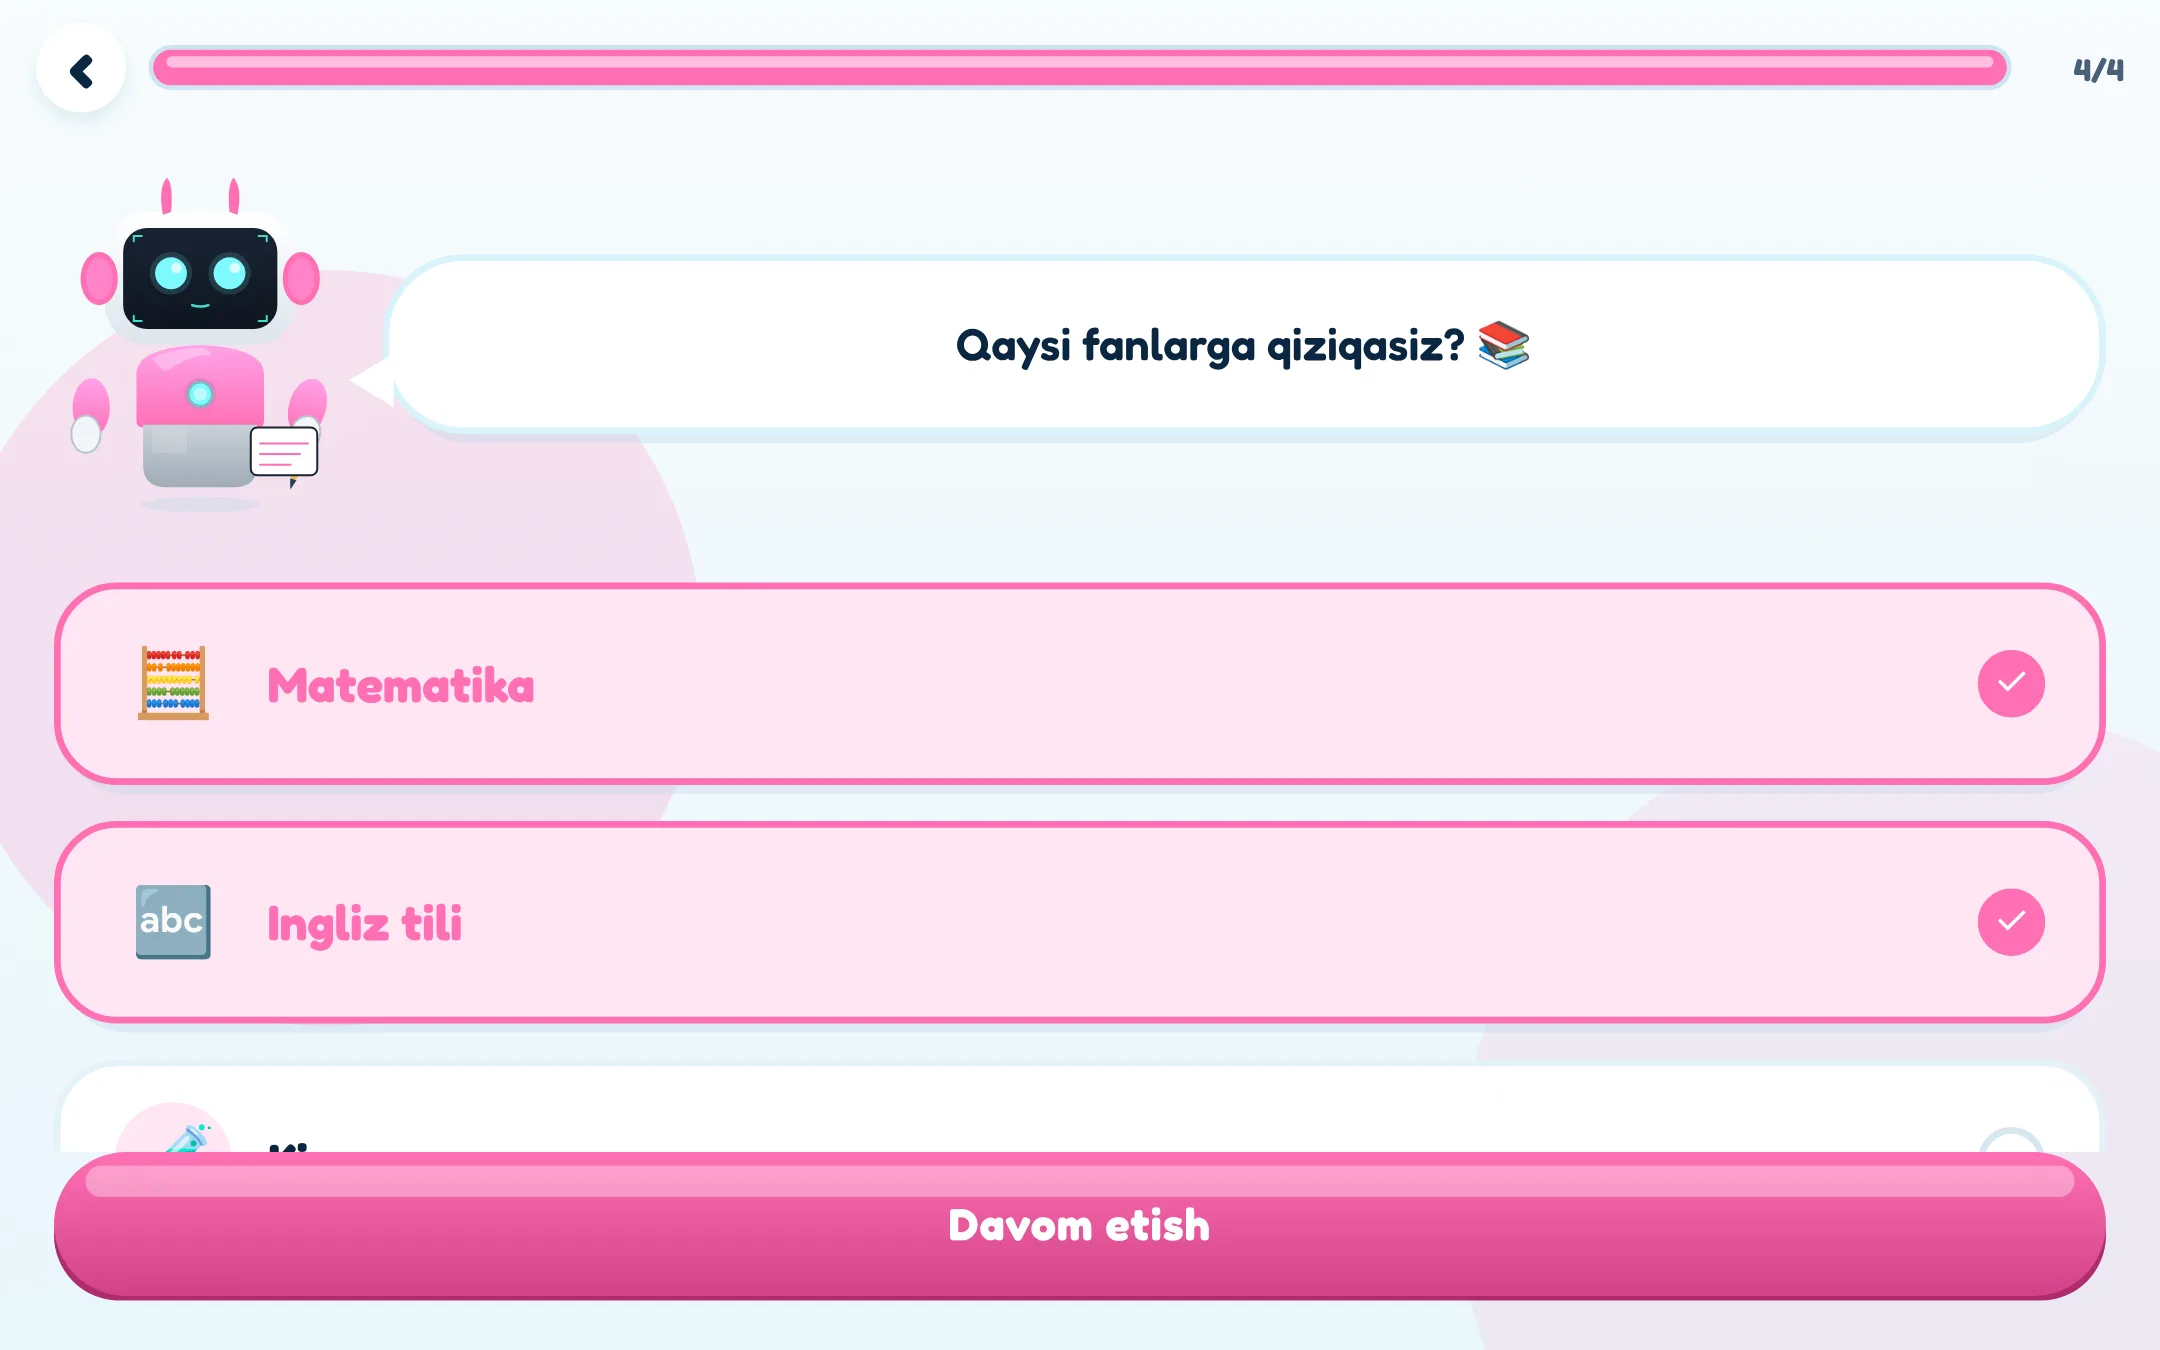 4/4
Qaysi fanlarga qiziqasiz? 📚
Matematika
abc
Ingliz tili
Davom etish